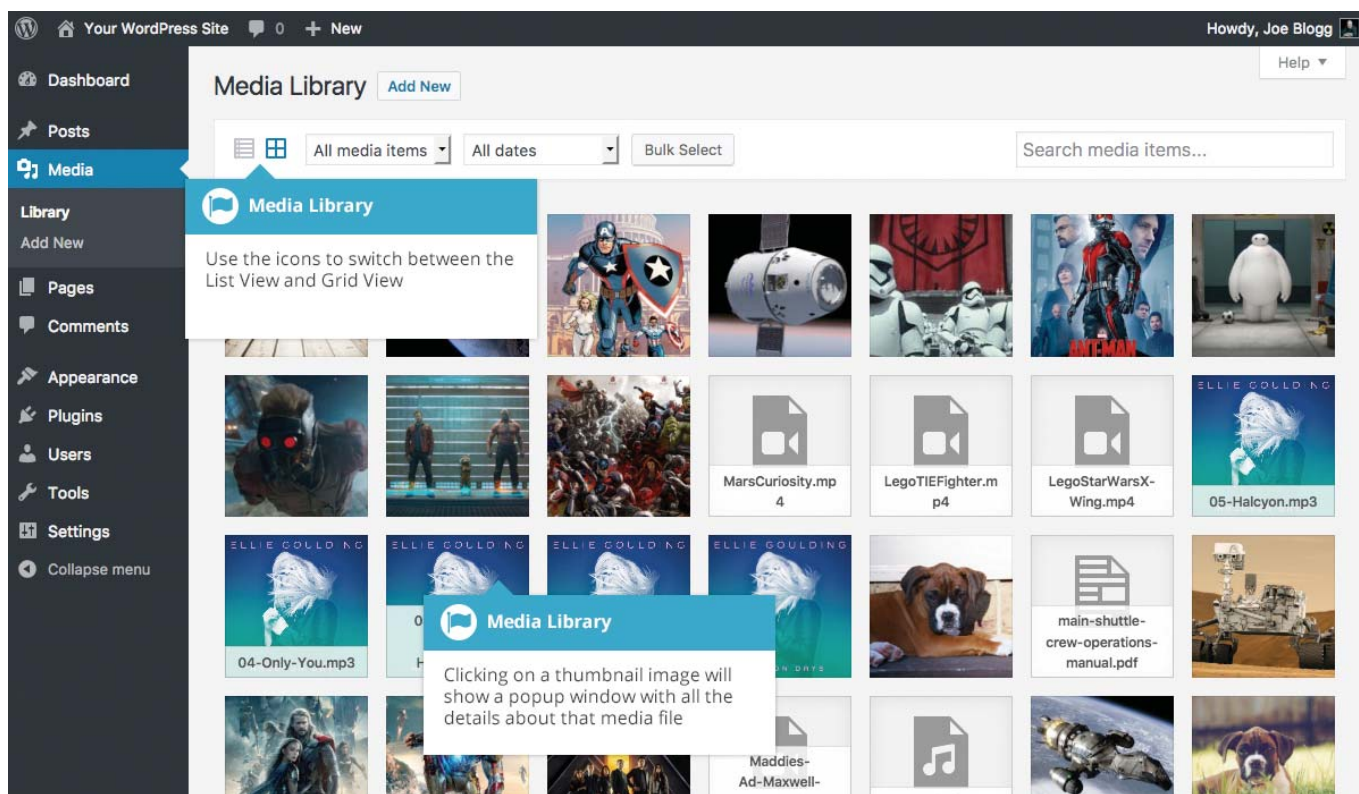 Your WordPress Site 0 + New
Howdy, Joe Blogg
Help
Dashboard
Posts
Media
Library
Add New
Pages
Comments
Appearance
Plugins
Users
Tools
Settings
Collapse menu
Media Library Add New
All media items All dates Bulk Select
Search media items...
Media Library
Use the icons to switch between the
List View and Grid View
ANT-MAN
MarsCuriosity.mp
4
LegoTIEFighter.m
p4
LegoStarWarsX-
Wing.mp4
ELLIE GOULDING
05-Halcyon.mp3
ELLIE GOULDING
04-Only-You.mp3
ELLIE GOULDING
0
H
ELLIE GOULDING
ELLIE GOULDING
main-shuttle-
crew-operations-
manual.pdf
Media Library
Clicking on a thumbnail image will
show a popup window with all the
details about that media file
Maddies-
Ad-Maxwell-